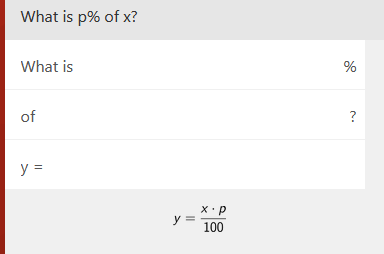 What is p% of x?
What is %
of ?
y =
y = x · p / 100